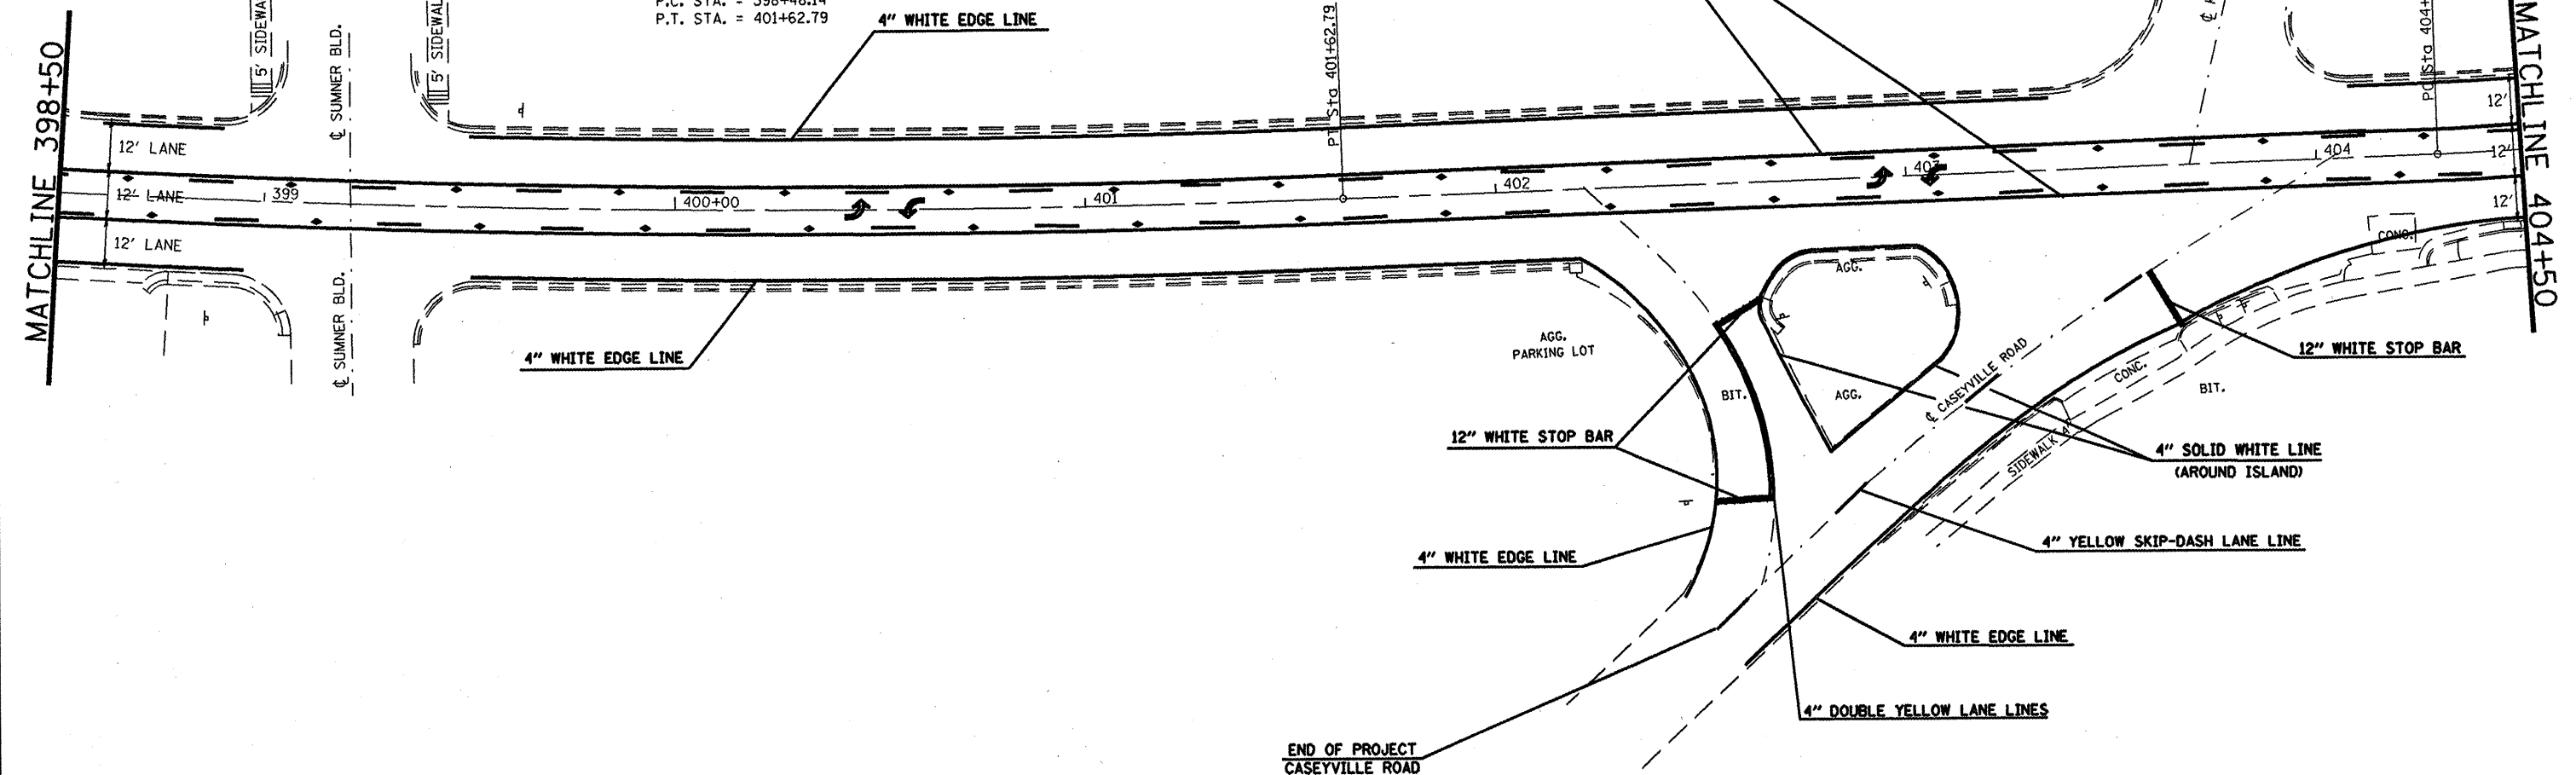 P.C. STA. = 398+48.14
P.T. STA. = 401+62.79
4" WHITE EDGE LINE
MATCHLINE 398+50
5' SIDEWAL
℄ SUMNER BLD.
5' SIDEWAL
PT Sta 401+62.79
PC Sta 404+
MATCHLINE 404+50
12' LANE
12' LANE
12' LANE
399
400+00
401
402
403
404
12'
12'
12'
℄ SUMNER BLD.
4" WHITE EDGE LINE
AGG.
PARKING LOT
AGG.
AGG.
BIT.
CONC.
℄ CASEYVILLE ROAD
CONC.
BIT.
SIDEWALK 4'
12" WHITE STOP BAR
12" WHITE STOP BAR
4" SOLID WHITE LINE
(AROUND ISLAND)
4" YELLOW SKIP-DASH LANE LINE
4" WHITE EDGE LINE
4" WHITE EDGE LINE
4" DOUBLE YELLOW LANE LINES
END OF PROJECT
CASEYVILLE ROAD